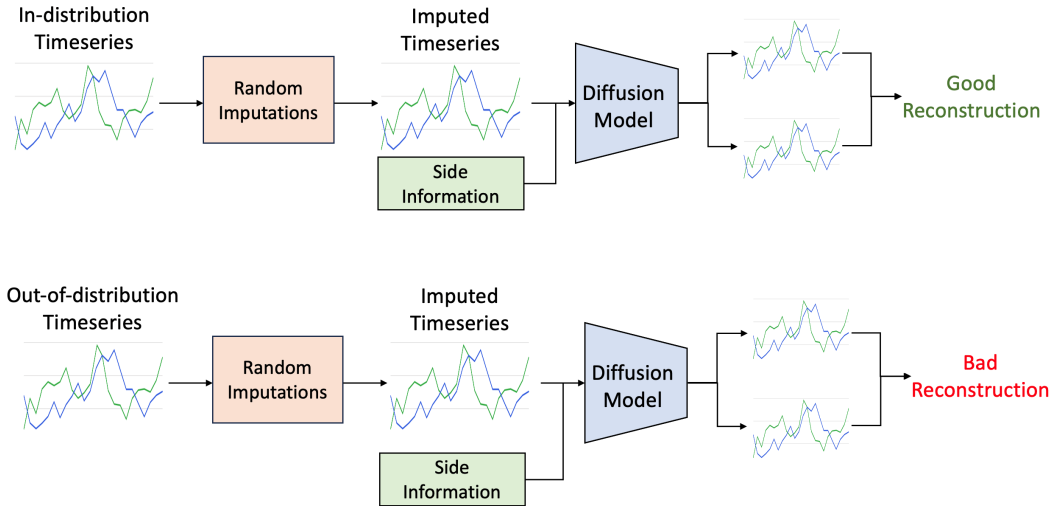 In-distribution
Timeseries
Random
Imputations
Imputed
Timeseries
Side
Information
Diffusion
Model
Good
Reconstruction
Out-of-distribution
Timeseries
Random
Imputations
Imputed
Timeseries
Side
Information
Diffusion
Model
Bad
Reconstruction